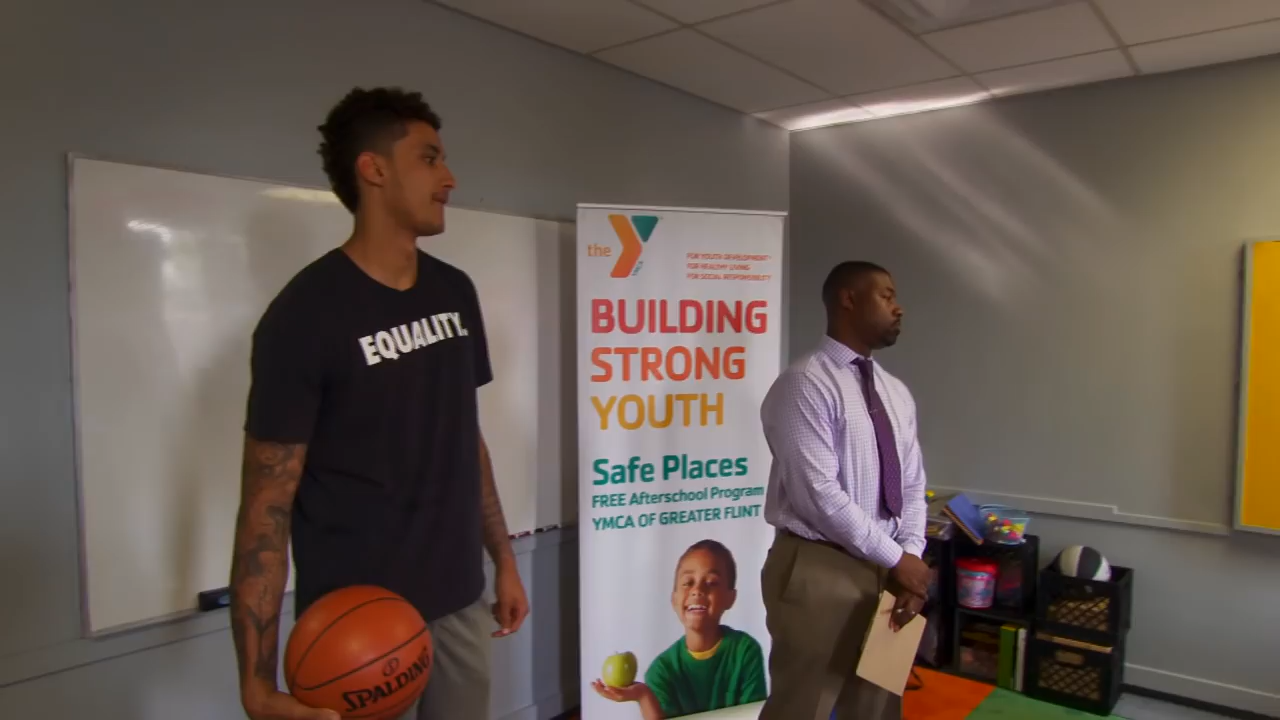 EQUALITY.
the
FOR YOUTH DEVELOPMENT®
FOR HEALTHY LIVING
FOR SOCIAL RESPONSIBILITY
BUILDING
STRONG
YOUTH
Safe Places
FREE Afterschool Program
YMCA OF GREATER FLINT
SPALDING